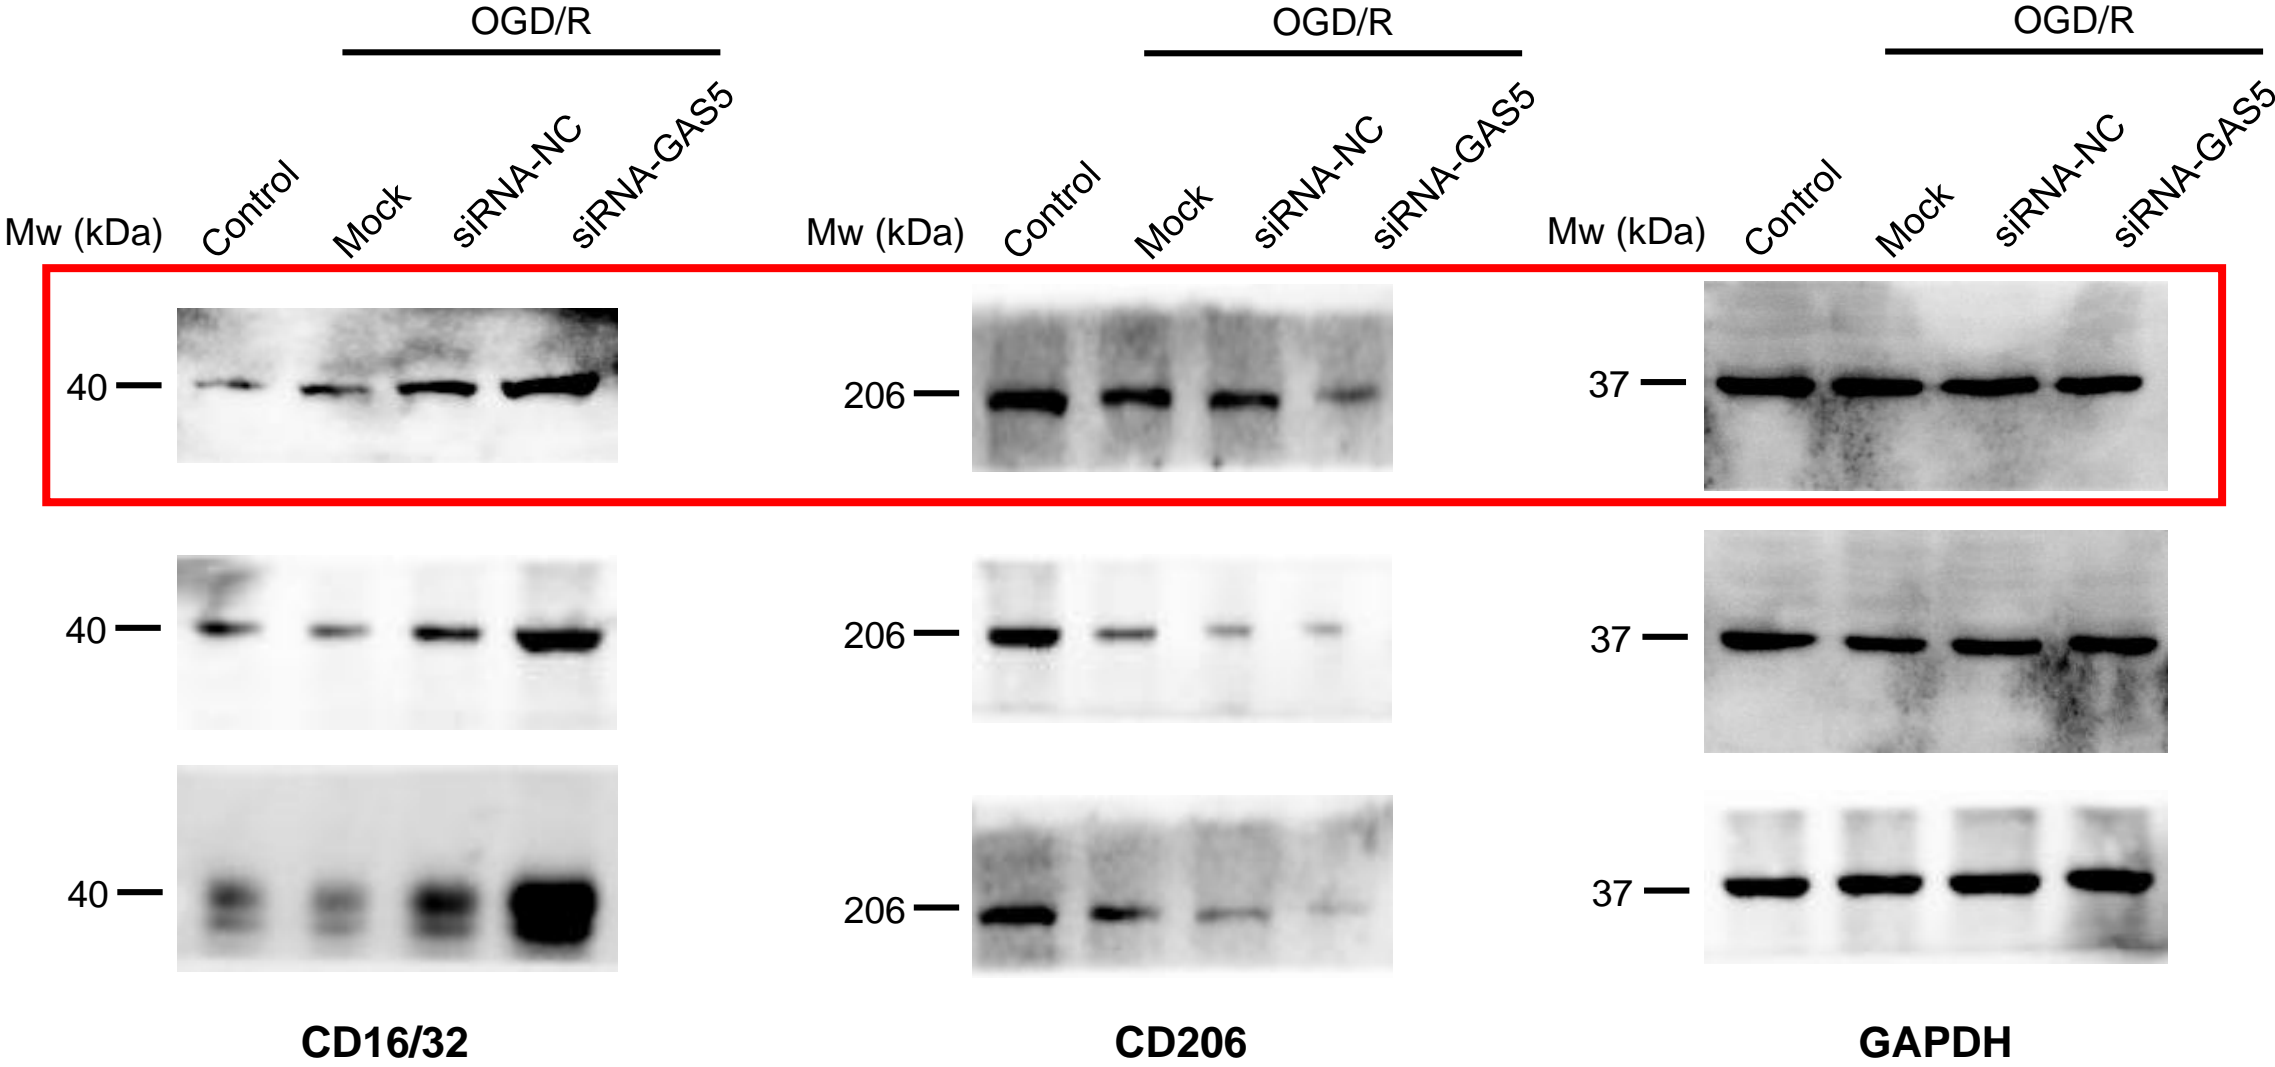 OGD/R
OGD/R
OGD/R
Mw (kDa) Control Mock siRNA-NC siRNA-GAS5
Mw (kDa) Control Mock siRNA-NC siRNA-GAS5
Mw (kDa) Control Mock siRNA-NC siRNA-GAS5
40
206
37
40
206
37
40
206
37
CD16/32
CD206
GAPDH